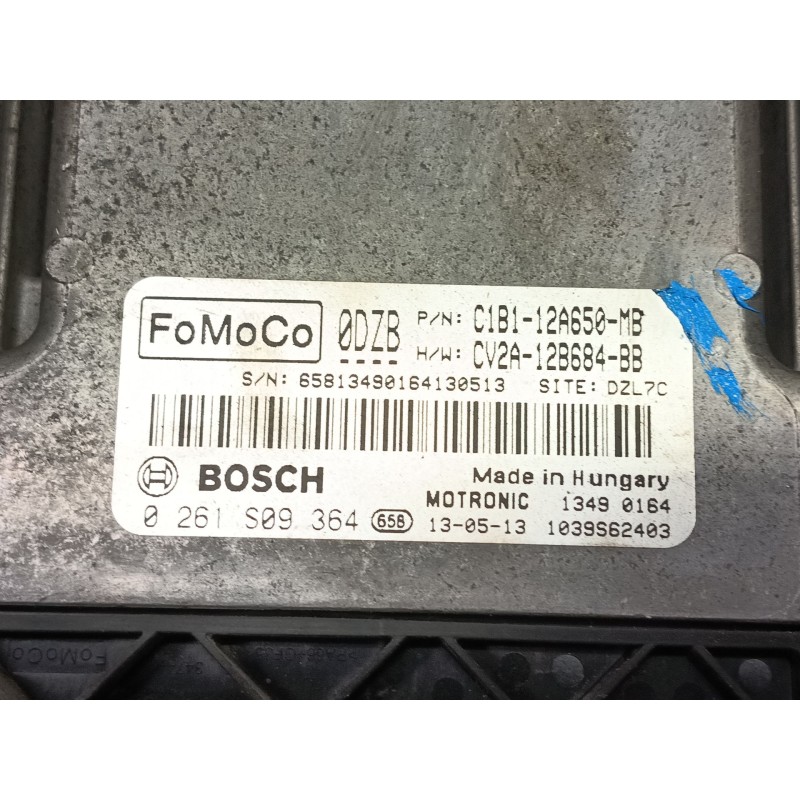 FoMoCo 0DZB P/N: C1B1-12A650-MB
H/W: CV2A-12B684-BB
S/N: 65813490164130513 SITE: DZL7C
BOSCH Made in Hungary
MOTRONIC 1349 0164
0 261 S09 364 658 13-05-13 1039S62403
FoMoCo